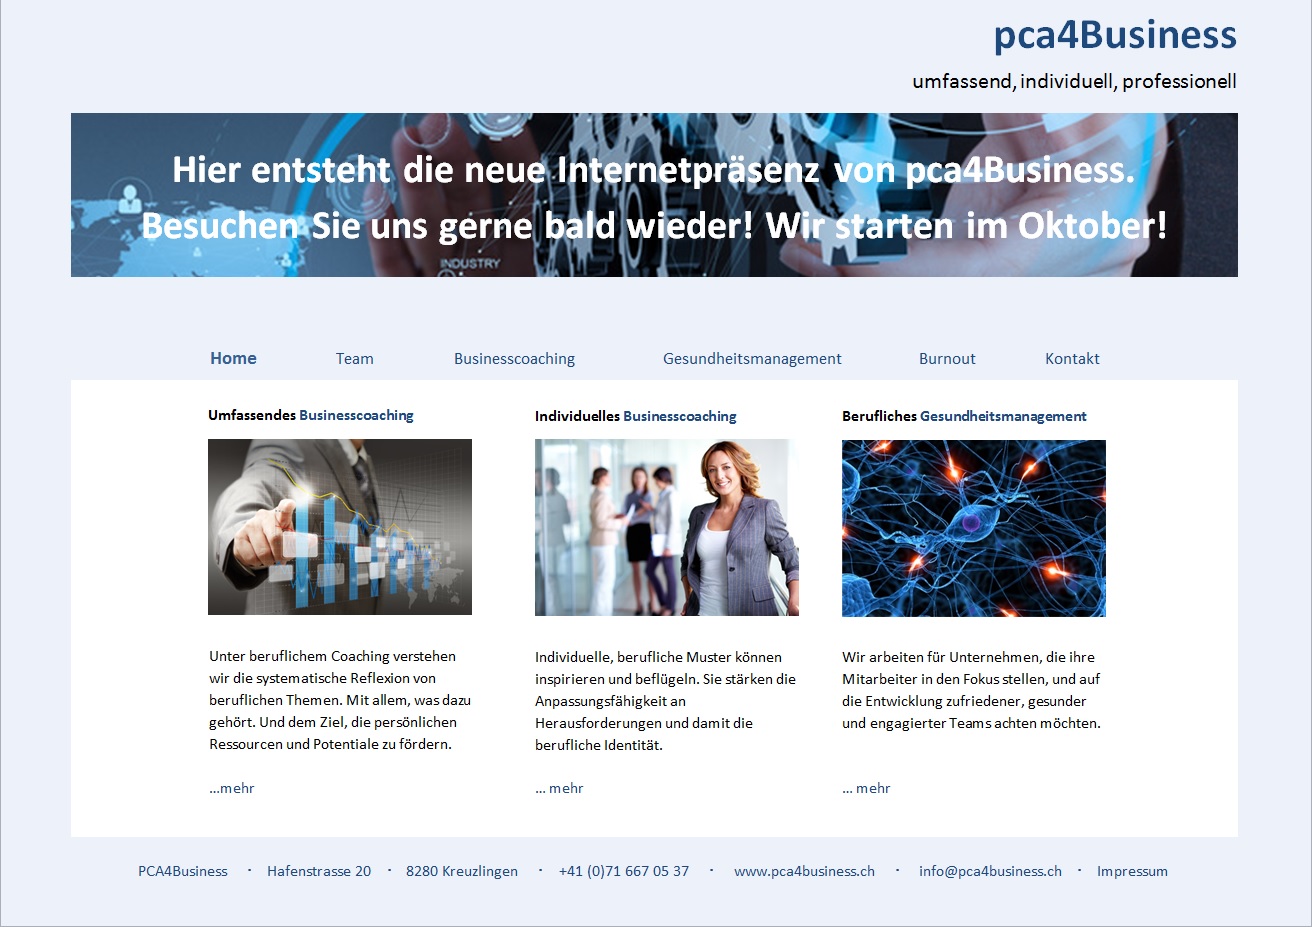 pca4Business
umfassend, individuell, professionell
Hier entsteht die neue Internetpräsenz von pca4Business.
Besuchen Sie uns gerne bald wieder! Wir starten im Oktober!
INDUSTRY
Home Team Businesscoaching Gesundheitsmanagement Burnout Kontakt
Umfassendes Businesscoaching
Unter beruflichem Coaching verstehen
wir die systematische Reflexion von
beruflichen Themen. Mit allem, was dazu
gehört. Und dem Ziel, die persönlichen
Ressourcen und Potentiale zu fördern.
...mehr
Individuelles Businesscoaching
Individuelle, berufliche Muster können
inspirieren und beflügeln. Sie stärken die
Anpassungsfähigkeit an
Herausforderungen und damit die
berufliche Identität.
... mehr
Berufliches Gesundheitsmanagement
Wir arbeiten für Unternehmen, die ihre
Mitarbeiter in den Fokus stellen, und auf
die Entwicklung zufriedener, gesunder
und engagierter Teams achten möchten.
... mehr
PCA4Business · Hafenstrasse 20 · 8280 Kreuzlingen · +41 (0)71 667 05 37 · www.pca4business.ch · info@pca4business.ch · Impressum